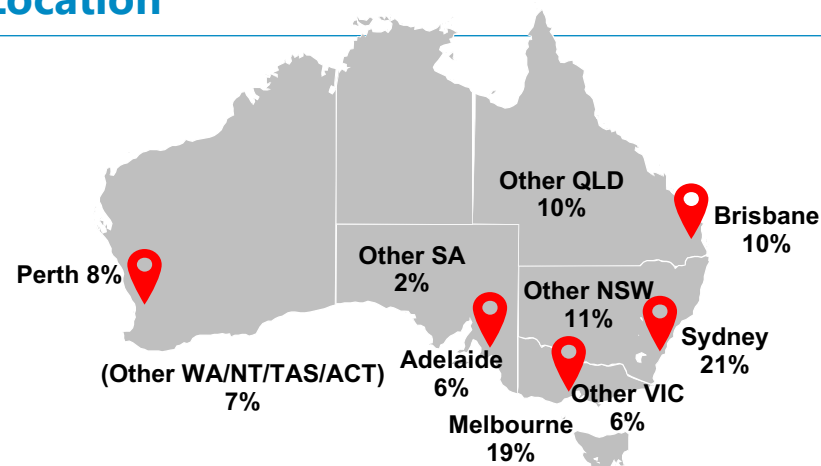 Location
Other QLD
10%
Brisbane
10%
Other SA
2%
Perth 8%
Other NSW
11%
Sydney
21%
(Other WA/NT/TAS/ACT)
7%
Adelaide
6%
Other VIC
6%
Melbourne
19%